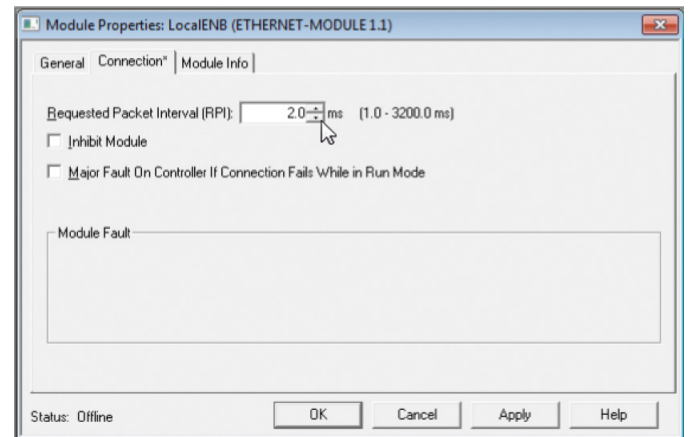 Module Properties: LocalENB (ETHERNET-MODULE 1.1)
General Connection* Module Info
Requested Packet Interval (RPI): 2.0 ms (1.0 - 3200.0 ms)
Inhibit Module
Major Fault On Controller If Connection Fails While in Run Mode
Module Fault
Status: Offline OK Cancel Apply Help